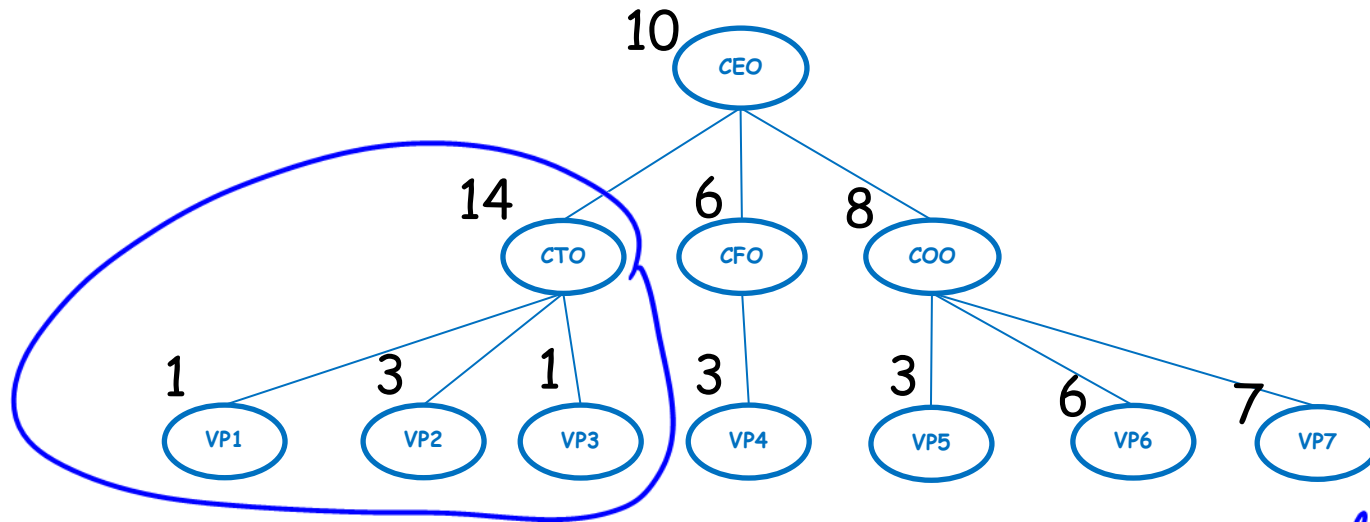 10
CEO
14 6 8
CTO CFO COO
1 3 1 3 3 6 7
VP1 VP2 VP3 VP4 VP5 VP6 VP7